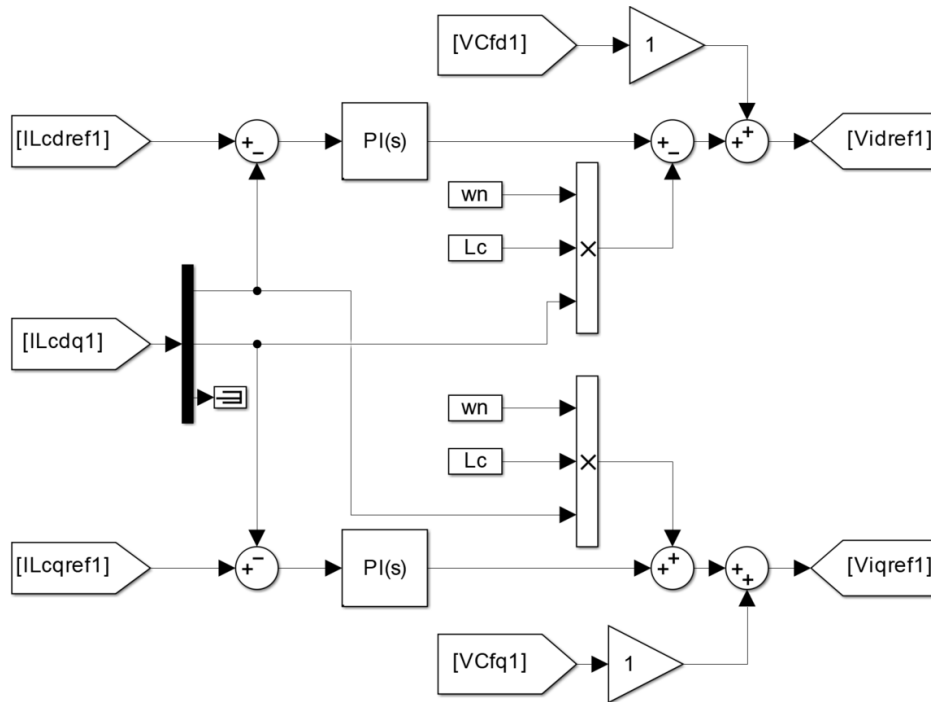 [VCfd1]
1
[ILcdref1]
+
−
PI(s)
+
−
+
+
[Vidref1]
wn
Lc
×
[ILcdq1]
wn
Lc
×
[ILcqref1]
+
−
PI(s)
+
+
+
+
[Viqref1]
[VCfq1]
1